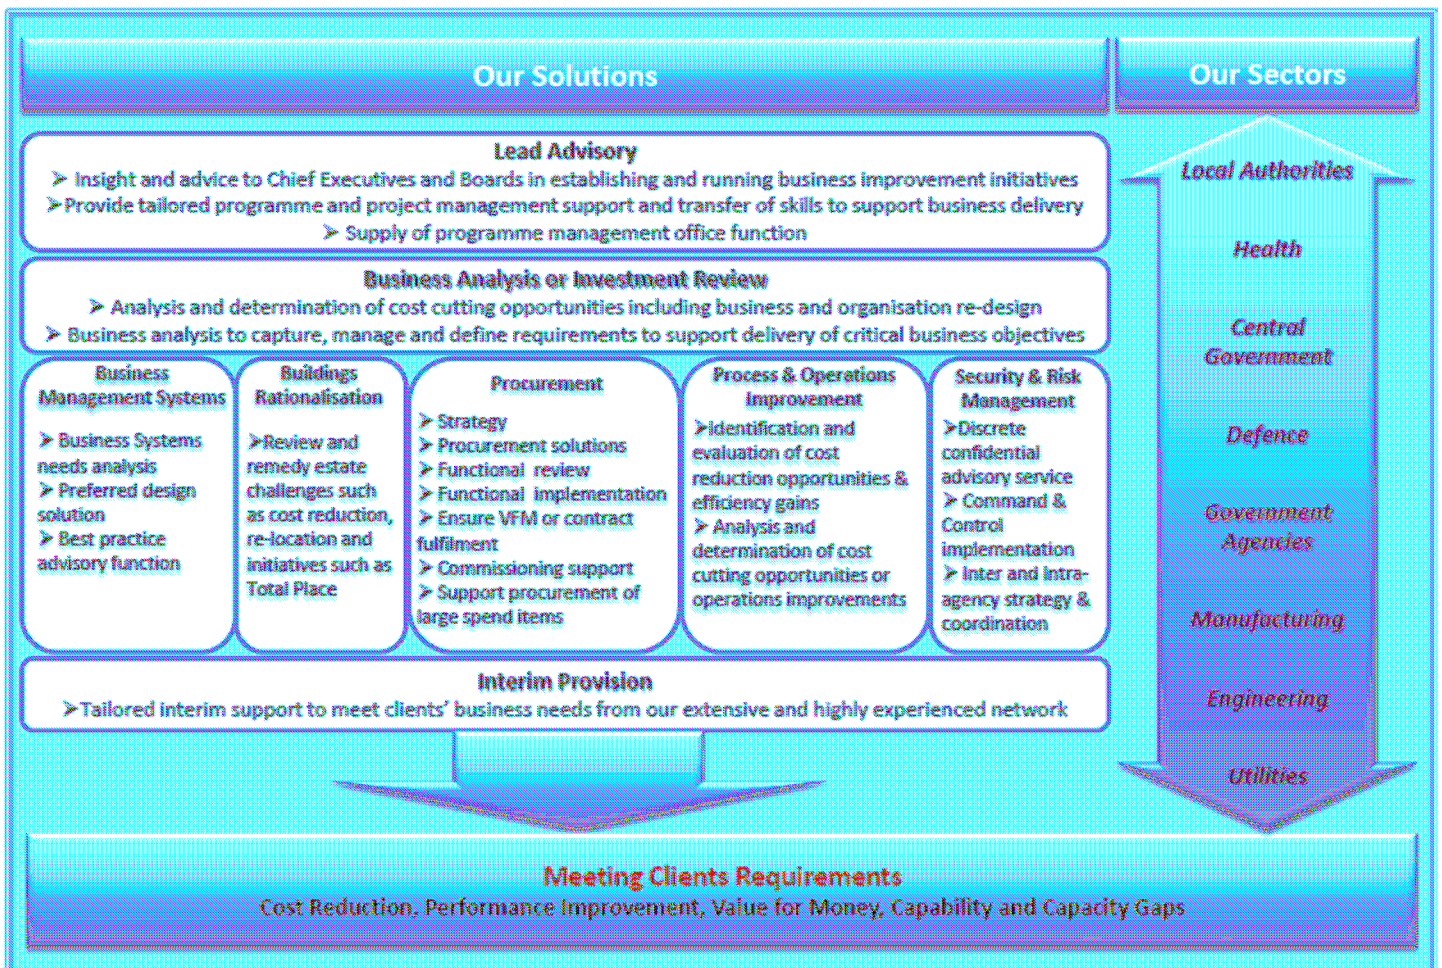 Our Solutions
Our Sectors
Lead Advisory
➢ Insight and advice to Chief Executives and Boards in establishing and running business improvement initiatives
➢Provide tailored programme and project management support and transfer of skills to support business delivery
➢ Supply of programme management office function
Business Analysis or Investment Review
➢ Analysis and determination of cost cutting opportunities including business and organisation re-design
➢ Business analysis to capture, manage and define requirements to support delivery of critical business objectives
Business
Management Systems
➢ Business Systems
needs analysis
➢ Preferred design
solution
➢ Best practice
advisory function
Buildings
Rationalisation
➢Review and
remedy estate
challenges such
as cost reduction,
re-location and
initiatives such as
Total Place
Procurement
➢ Strategy
➢ Procurement solutions
➢ Functional review
➢ Functional implementation
➢ Ensure VFM or contract
fulfilment
➢ Commissioning support
➢ Support procurement of
large spend items
Process & Operations
Improvement
➢Identification and
evaluation of cost
reduction opportunities &
efficiency gains
➢ Analysis and
determination of cost
cutting opportunities or
operations improvements
Security & Risk
Management
➢Discrete
confidential
advisory service
➢ Command &
Control
implementation
➢ Inter and Intra-
agency strategy &
coordination
Interim Provision
➢Tailored interim support to meet clients' business needs from our extensive and highly experienced network
Local Authorities
Health
Central
Government
Defence
Government
Agencies
Manufacturing
Engineering
Utilities
Meeting Clients Requirements
Cost Reduction, Performance Improvement, Value for Money, Capability and Capacity Gaps